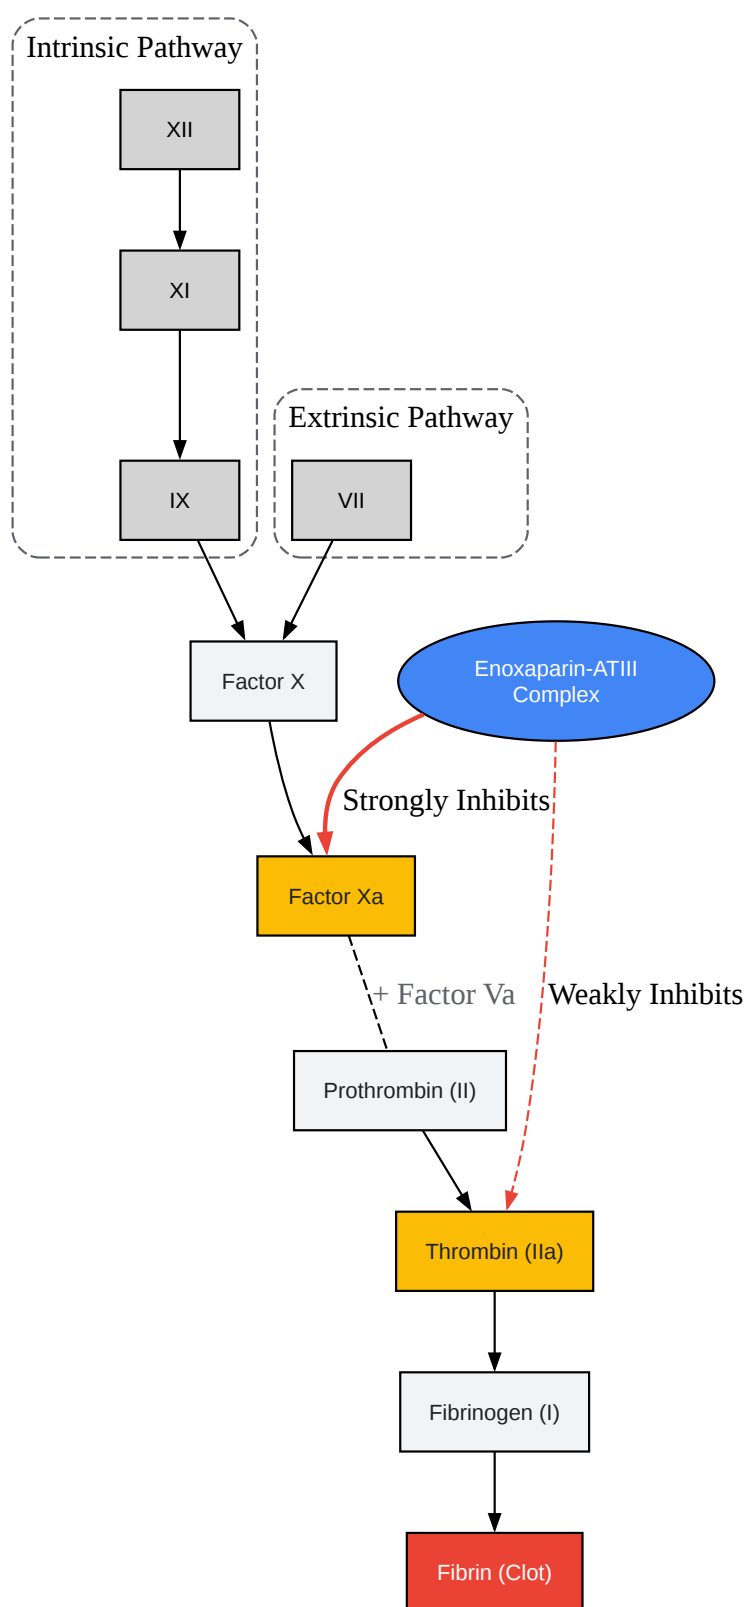 Intrinsic Pathway
XII
XI
Extrinsic Pathway
IX
VII
Factor X
Enoxaparin-ATIII
Complex
Strongly Inhibits
Factor Xa
+ Factor Va
Weakly Inhibits
Prothrombin (II)
Thrombin (IIa)
Fibrinogen (I)
Fibrin (Clot)